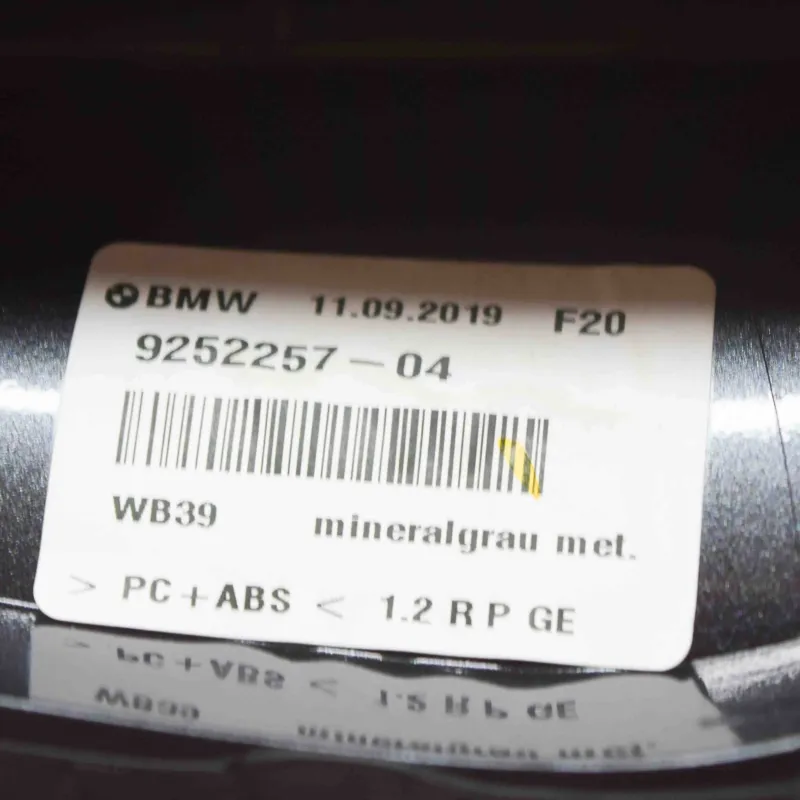 BMW 11.09.2019 F20
9252257-04
WB39 mineralgrau met.
> PC+ABS < 1.2 R P GE